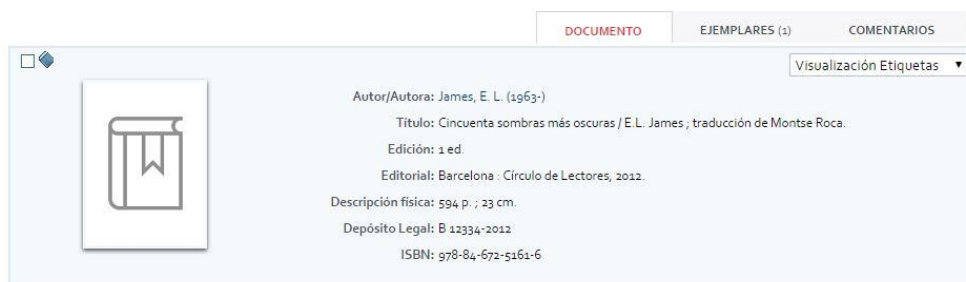 DOCUMENTO EJEMPLARES (1) COMENTARIOS
Visualización Etiquetas
Autor/Autora: James, E. L. (1963-)
Título: Cincuenta sombras más oscuras / E.L. James ; traducción de Montse Roca.
Edición: 1 ed.
Editorial: Barcelona : Círculo de Lectores, 2012.
Descripción física: 594 p. ; 23 cm.
Depósito Legal: B 12334-2012
ISBN: 978-84-672-5161-6